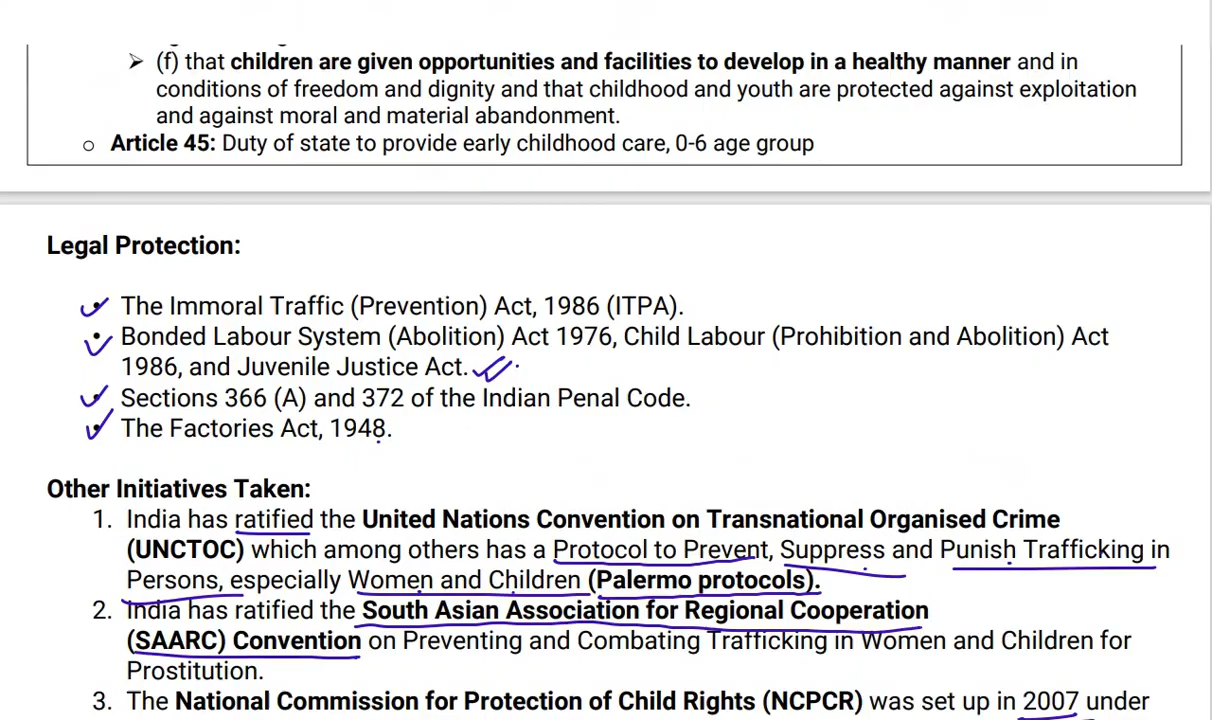 ➤ (f) that children are given opportunities and facilities to develop in a healthy manner and in
conditions of freedom and dignity and that childhood and youth are protected against exploitation
and against moral and material abandonment.
o Article 45: Duty of state to provide early childhood care, 0-6 age group
Legal Protection:
• The Immoral Traffic (Prevention) Act, 1986 (ITPA).
• Bonded Labour System (Abolition) Act 1976, Child Labour (Prohibition and Abolition) Act
1986, and Juvenile Justice Act.
• Sections 366 (A) and 372 of the Indian Penal Code.
• The Factories Act, 1948.
Other Initiatives Taken:
1. India has ratified the United Nations Convention on Transnational Organised Crime
(UNCTOC) which among others has a Protocol to Prevent, Suppress and Punish Trafficking in
Persons, especially Women and Children (Palermo protocols).
2. India has ratified the South Asian Association for Regional Cooperation
(SAARC) Convention on Preventing and Combating Trafficking in Women and Children for
Prostitution.
3. The National Commission for Protection of Child Rights (NCPCR) was set up in 2007 under